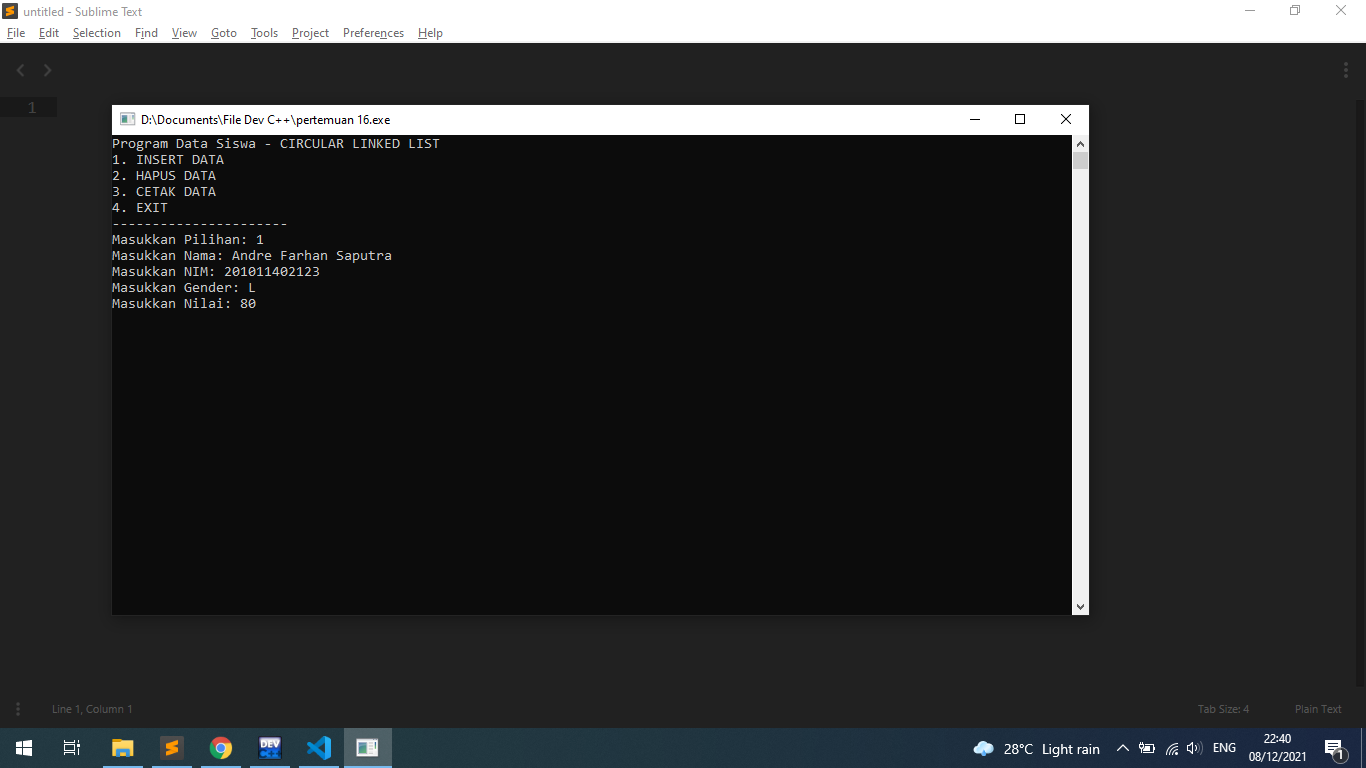 untitled - Sublime Text
File Edit Selection Find View Goto Tools Project Preferences Help
1
D:\Documents\File Dev C++\pertemuan 16.exe
Program Data Siswa - CIRCULAR LINKED LIST
1. INSERT DATA
2. HAPUS DATA
3. CETAK DATA
4. EXIT
----------------------
Masukkan Pilihan: 1
Masukkan Nama: Andre Farhan Saputra
Masukkan NIM: 201011402123
Masukkan Gender: L
Masukkan Nilai: 80
Line 1, Column 1 Tab Size: 4 Plain Text
DEV C++
28°C Light rain ENG 22:40
08/12/2021
1